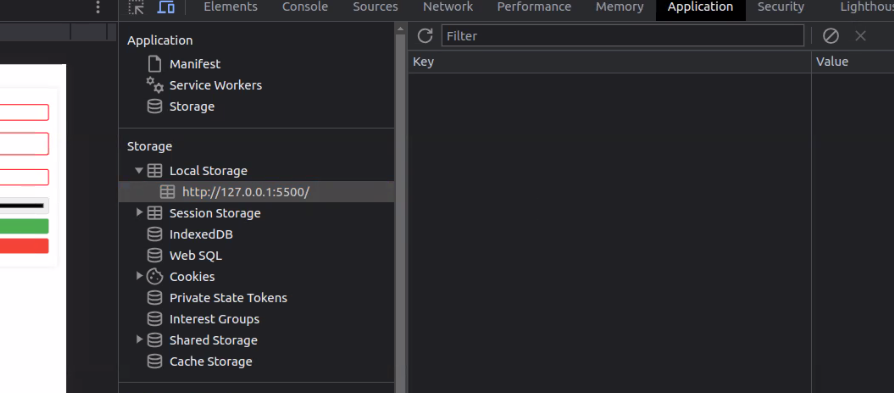 Elements Console Sources Network Performance Memory Application Security
Application
Manifest
Service Workers
Storage
Storage
Local Storage
http://127.0.0.1:5500/
Session Storage
IndexedDB
Web SQL
Cookies
Private State Tokens
Interest Groups
Shared Storage
Cache Storage
Filter
Key Value